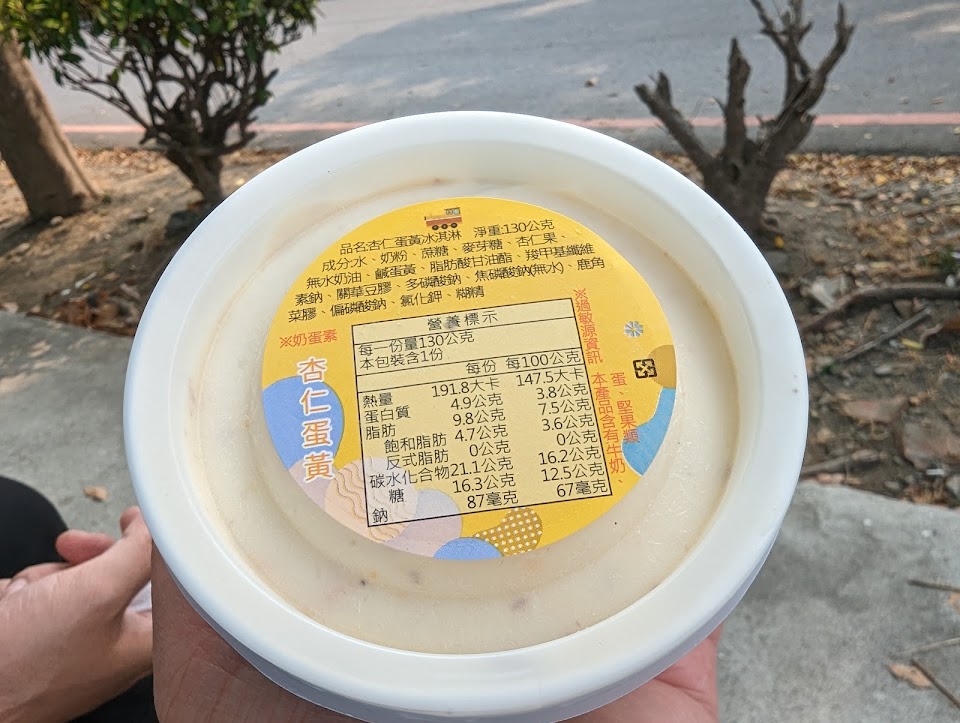 品名:杏仁蛋黃冰淇淋 淨重:130公克
成分:水、奶粉、蔗糖、麥芽糖、杏仁果、
無水奶油、鹹蛋黃、脂肪酸甘油酯、羧甲基纖維
素鈉、關華豆膠、多磷酸鈉、焦磷酸鈉(無水)、鹿角
菜膠、偏磷酸鈉、氯化鉀、糊精
※奶蛋素
杏仁蛋黃
營養標示
每一份量130公克
本包裝含1份
每份 每100公克
熱量 191.8大卡 147.5大卡
蛋白質 4.9公克 3.8公克
脂肪 9.8公克 7.5公克
飽和脂肪 4.7公克 3.6公克
反式脂肪 0公克 0公克
碳水化合物 21.1公克 16.2公克
糖 16.3公克 12.5公克
鈉 87毫克 67毫克
※過敏源資訊
本產品含有牛奶、
蛋、堅果類